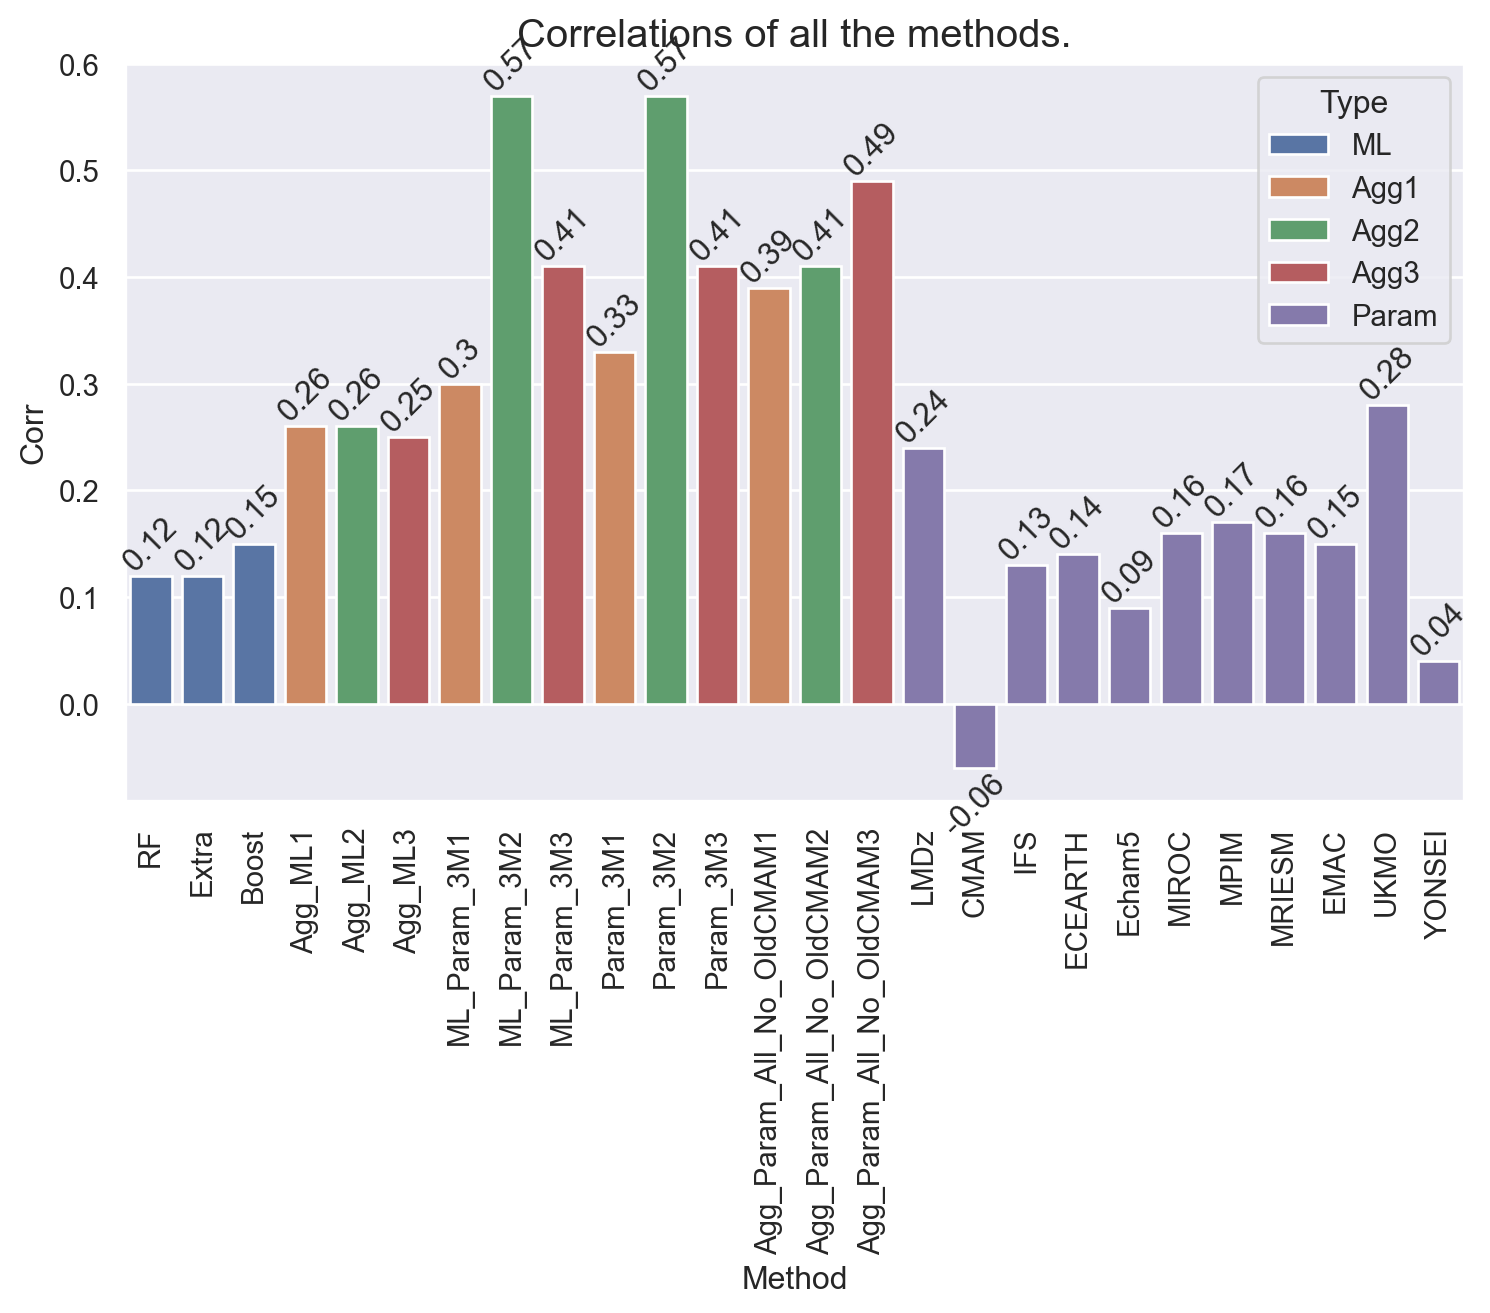 Correlations of all the methods.
Corr
0.6
0.5
0.4
0.3
0.2
0.1
0.0
0.12
0.12
0.15
0.26
0.26
0.25
0.3
0.57
0.41
0.33
0.57
0.41
0.39
0.41
0.49
0.24
-0.06
0.13
0.14
0.09
0.16
0.17
0.16
0.15
0.28
0.04
Type
ML
Agg1
Agg2
Agg3
Param
RF
Extra
Boost
Agg_ML1
Agg_ML2
Agg_ML3
ML_Param_3M1
ML_Param_3M2
ML_Param_3M3
Param_3M1
Param_3M2
Param_3M3
Agg_Param_All_No_OldCMAM1
Agg_Param_All_No_OldCMAM2
Agg_Param_All_No_OldCMAM3
LMDz
CMAM
IFS
ECEARTH
Echam5
MIROC
MPIM
MRIESM
EMAC
UKMO
YONSEI
Method